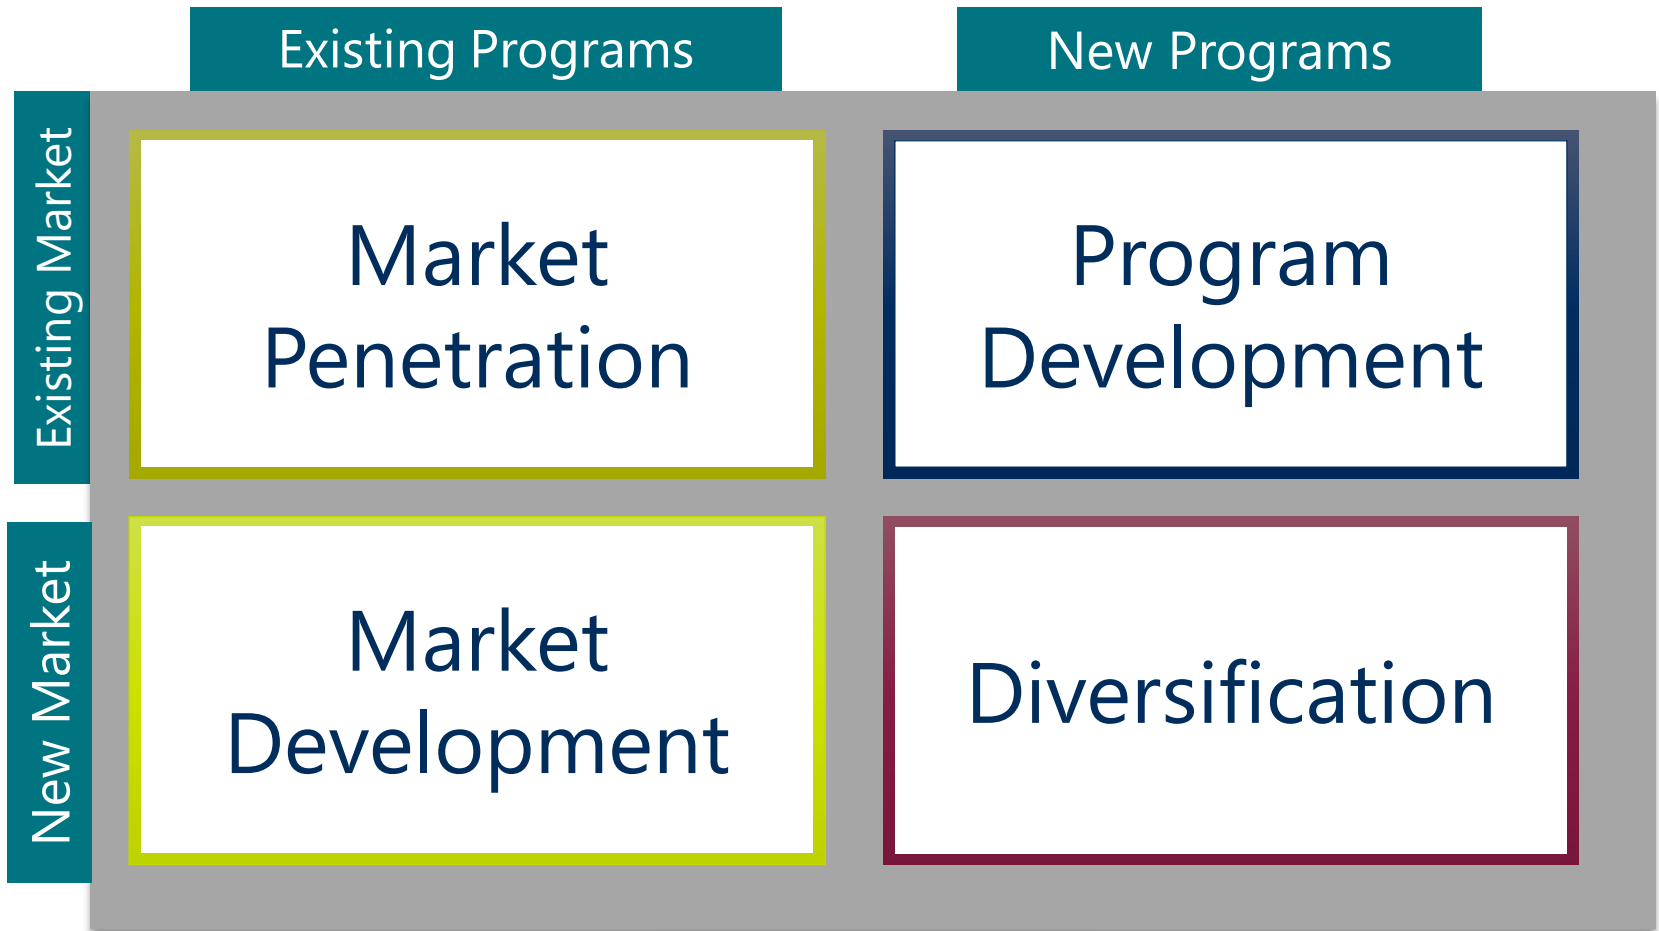 Existing Programs
New Programs
Existing Market
Market
Penetration
Program
Development
New Market
Market
Development
Diversification